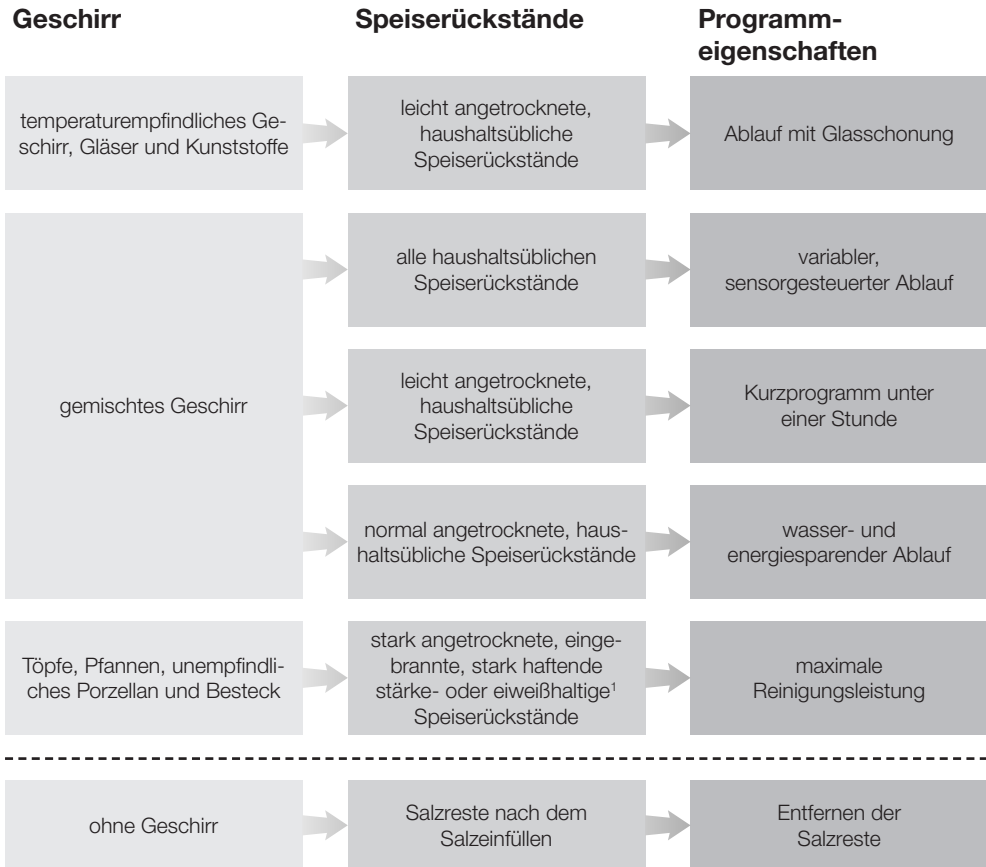 Geschirr
Speiserückstände
Programm-
eigenschaften
temperaturempfindliches Ge-
schirr, Gläser und Kunststoffe
leicht angetrocknete,
haushaltsübliche
Speiserückstände
Ablauf mit Glasschonung
gemischtes Geschirr
alle haushaltsüblichen
Speiserückstände
variabler,
sensorgesteuerter Ablauf
leicht angetrocknete,
haushaltsübliche
Speiserückstände
Kurzprogramm unter
einer Stunde
normal angetrocknete, haus-
haltsübliche Speiserückstände
wasser- und
energiesparender Ablauf
Töpfe, Pfannen, unempfindli-
ches Porzellan und Besteck
stark angetrocknete, einge-
brannte, stark haftende
stärke- oder eiweißhaltige¹
Speiserückstände
maximale
Reinigungsleistung
ohne Geschirr
Salzreste nach dem
Salzeinfüllen
Entfernen der
Salzreste